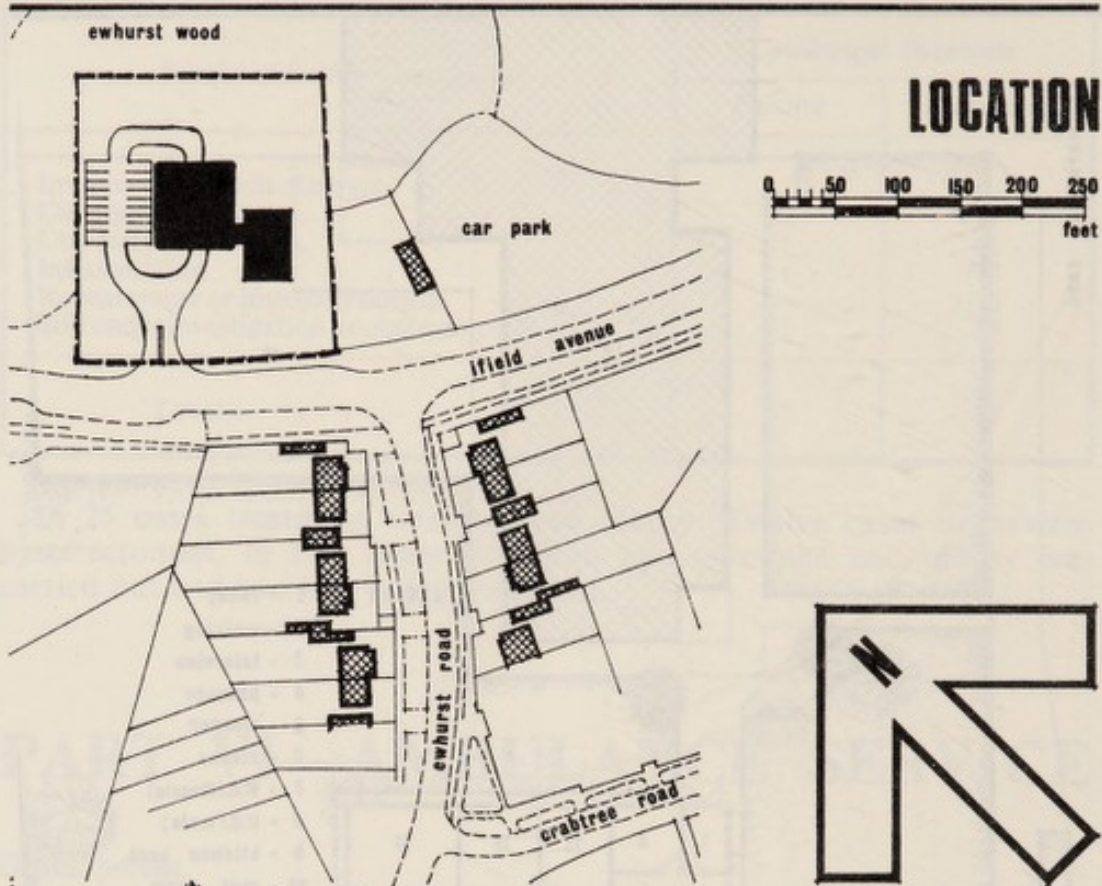 ewhurst wood
LOCATION
0 50 100 150 200 250
feet
car park
ifield avenue
ewhurst road
crabtree road
N